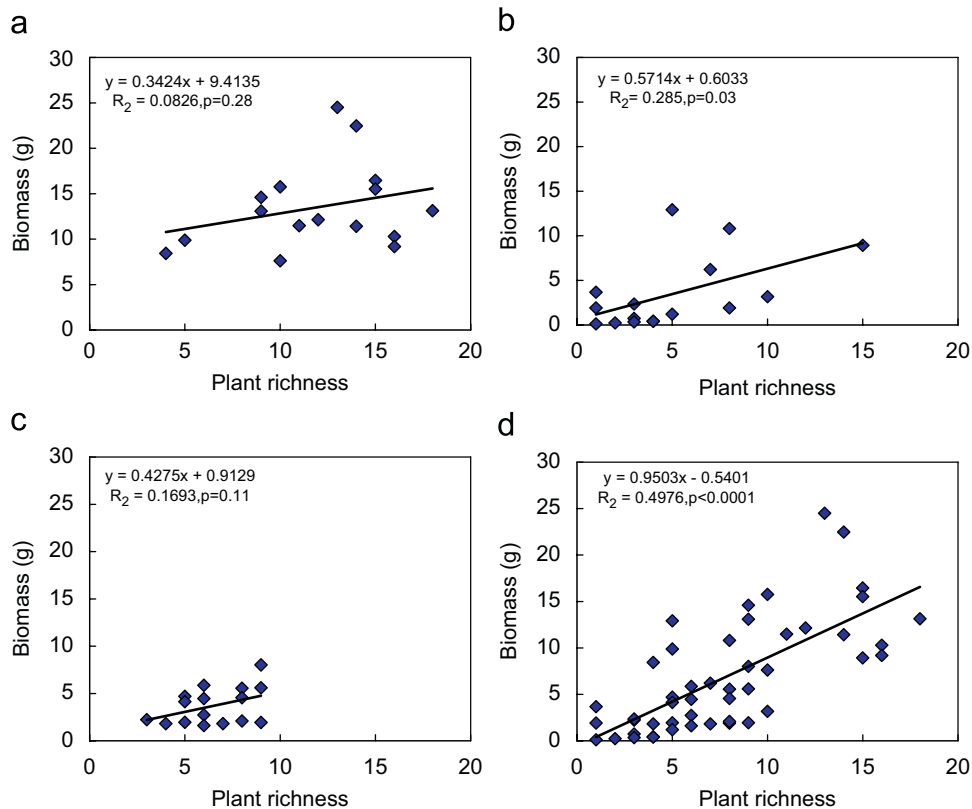 a
30
y = 0.3424x + 9.4135
R2 = 0.0826,p=0.28
25
20
15
10
5
0
Biomass (g)
0 5 10 15 20
Plant richness
b
30
y = 0.5714x + 0.6033
R2= 0.285,p=0.03
25
20
15
10
5
0
Biomass (g)
0 5 10 15 20
Plant richness
c
30
y = 0.4275x + 0.9129
R2 = 0.1693,p=0.11
25
20
15
10
5
0
Biomass (g)
0 5 10 15 20
Plant richness
d
30
y = 0.9503x - 0.5401
R2 = 0.4976,p<0.0001
25
20
15
10
5
0
Biomass (g)
0 5 10 15 20
Plant richness